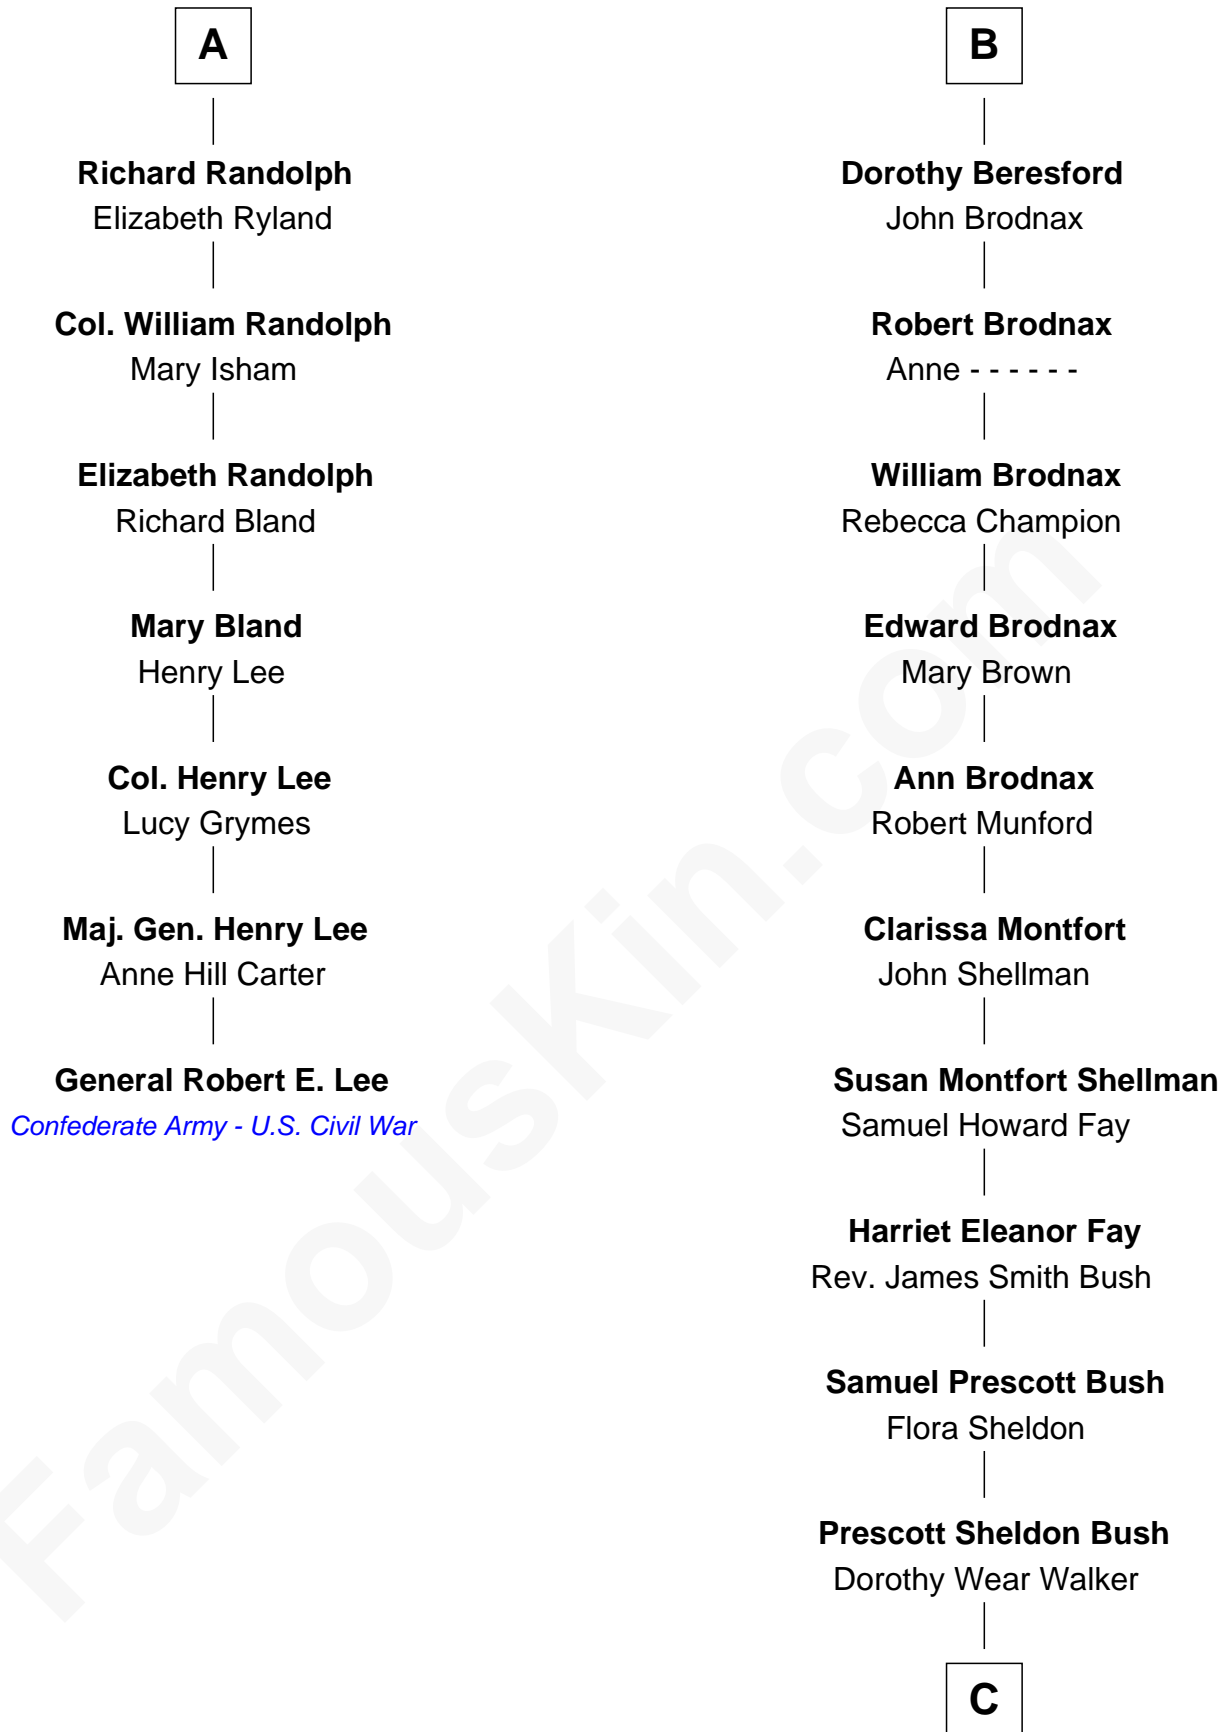 A
Richard Randolph
Elizabeth Ryland
Col. William Randolph
Mary Isham
Elizabeth Randolph
Richard Bland
Mary Bland
Henry Lee
Col. Henry Lee
Lucy Grymes
Maj. Gen. Henry Lee
Anne Hill Carter
General Robert E. Lee
Confederate Army - U.S. Civil War
B
Dorothy Beresford
John Brodnax
Robert Brodnax
Anne - - - - - -
William Brodnax
Rebecca Champion
Edward Brodnax
Mary Brown
Ann Brodnax
Robert Munford
Clarissa Montfort
John Shellman
Susan Montfort Shellman
Samuel Howard Fay
Harriet Eleanor Fay
Rev. James Smith Bush
Samuel Prescott Bush
Flora Sheldon
Prescott Sheldon Bush
Dorothy Wear Walker
C
FamousKin.com